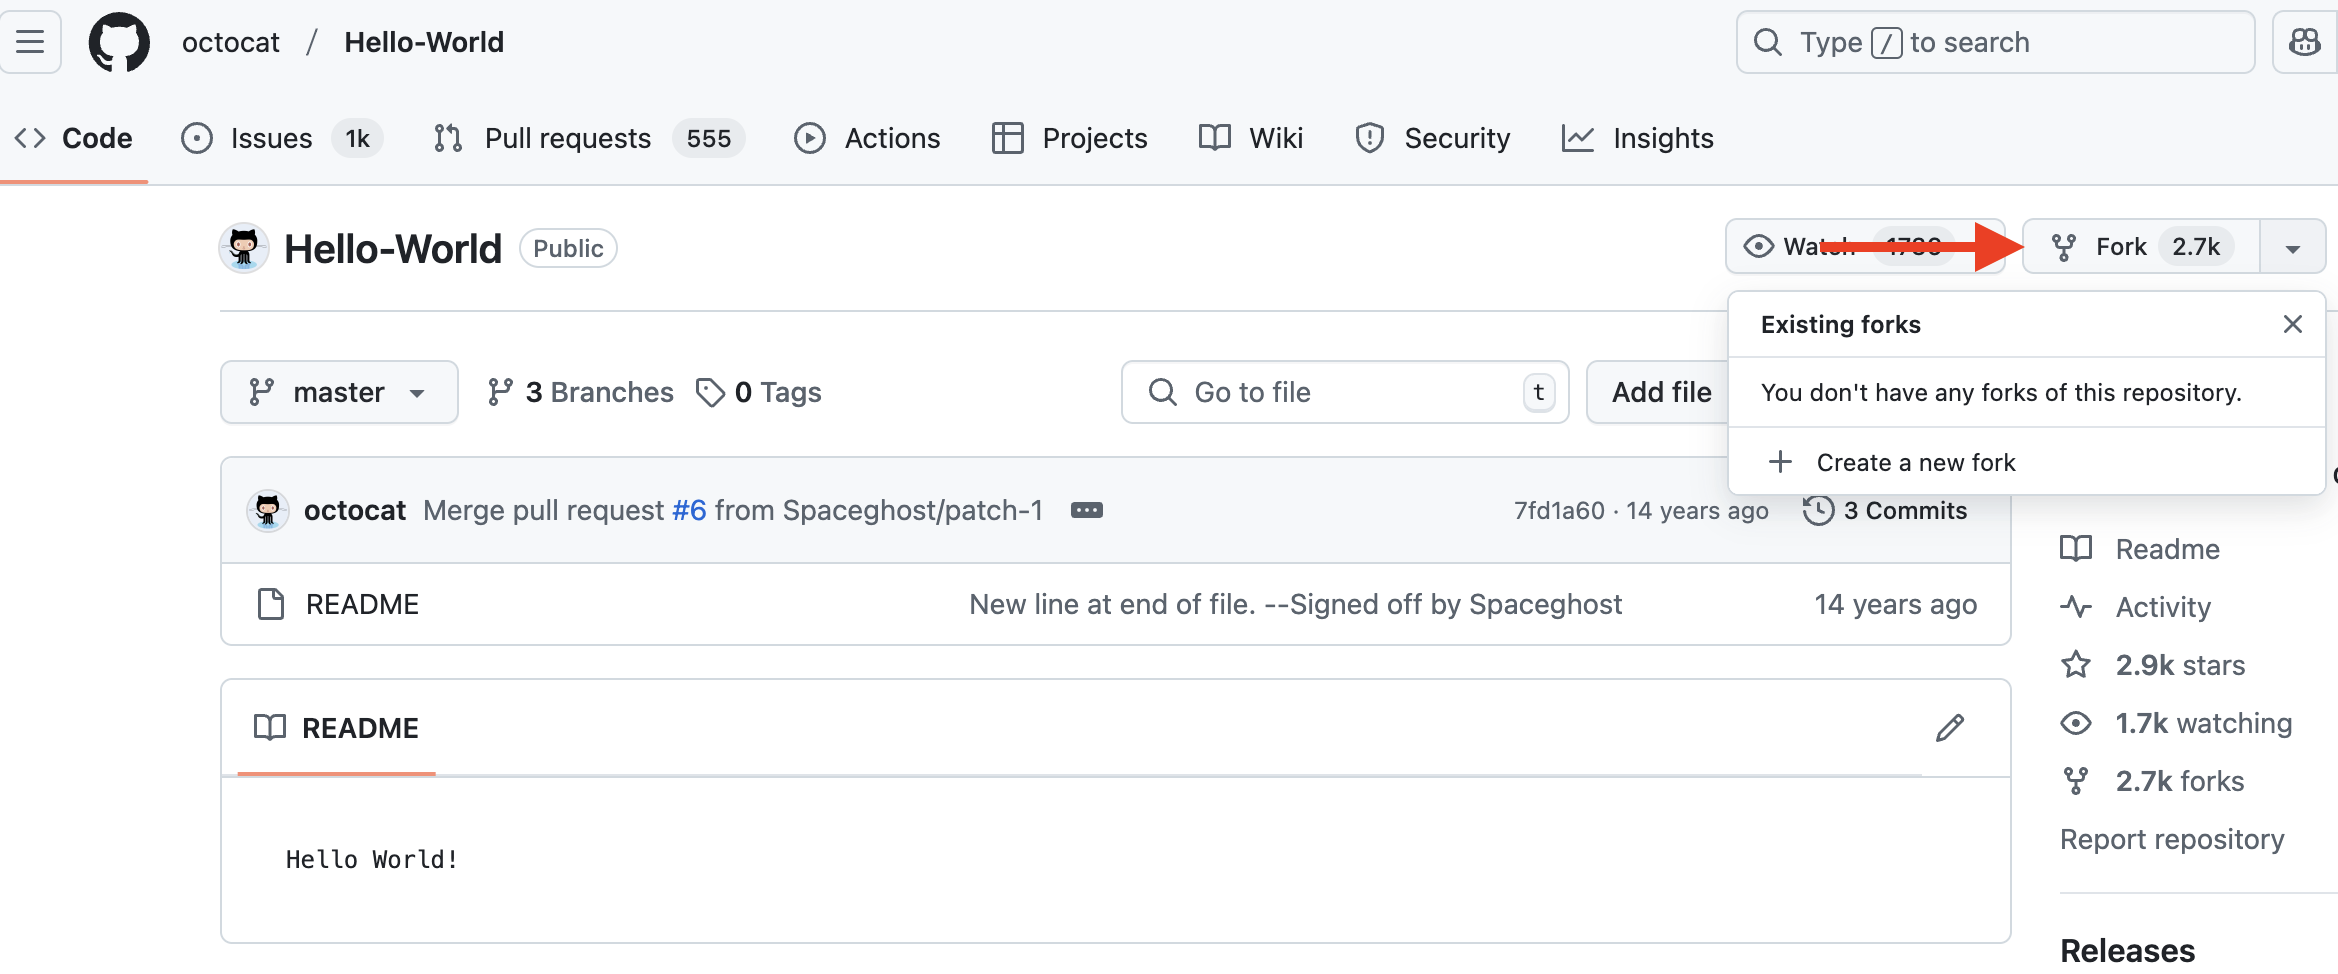 octocat / Hello-World
Type / to search
Code
Issues 1k
Pull requests 555
Actions
Projects
Wiki
Security
Insights
Hello-World Public
Watch
Fork 2.7k
Existing forks
You don't have any forks of this repository.
Create a new fork
master
3 Branches
0 Tags
Go to file t
Add file
octocat Merge pull request #6 from Spaceghost/patch-1
7fd1a60 · 14 years ago
3 Commits
README New line at end of file. --Signed off by Spaceghost 14 years ago
README
Hello World!
Readme
Activity
2.9k stars
1.7k watching
2.7k forks
Report repository
Releases